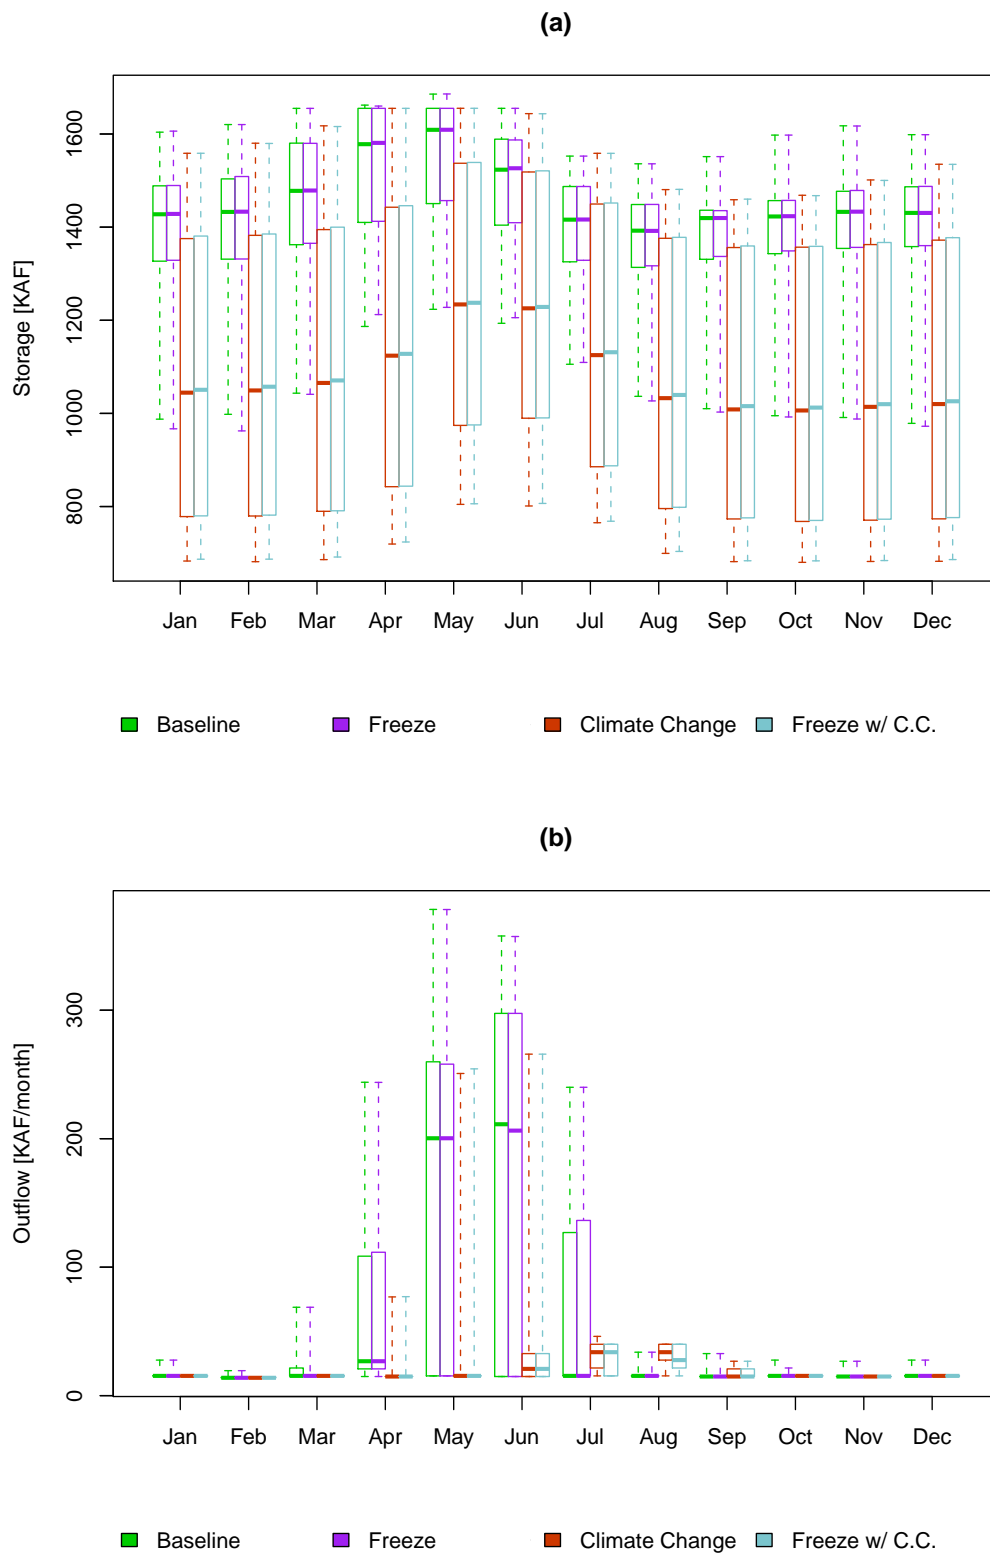 (a)
Storage [KAF]
1600
1400
1200
1000
800
Jan Feb Mar Apr May Jun Jul Aug Sep Oct Nov Dec
Baseline Freeze Climate Change Freeze w/ C.C.
(b)
Outflow [KAF/month]
300
200
100
0
Jan Feb Mar Apr May Jun Jul Aug Sep Oct Nov Dec
Baseline Freeze Climate Change Freeze w/ C.C.